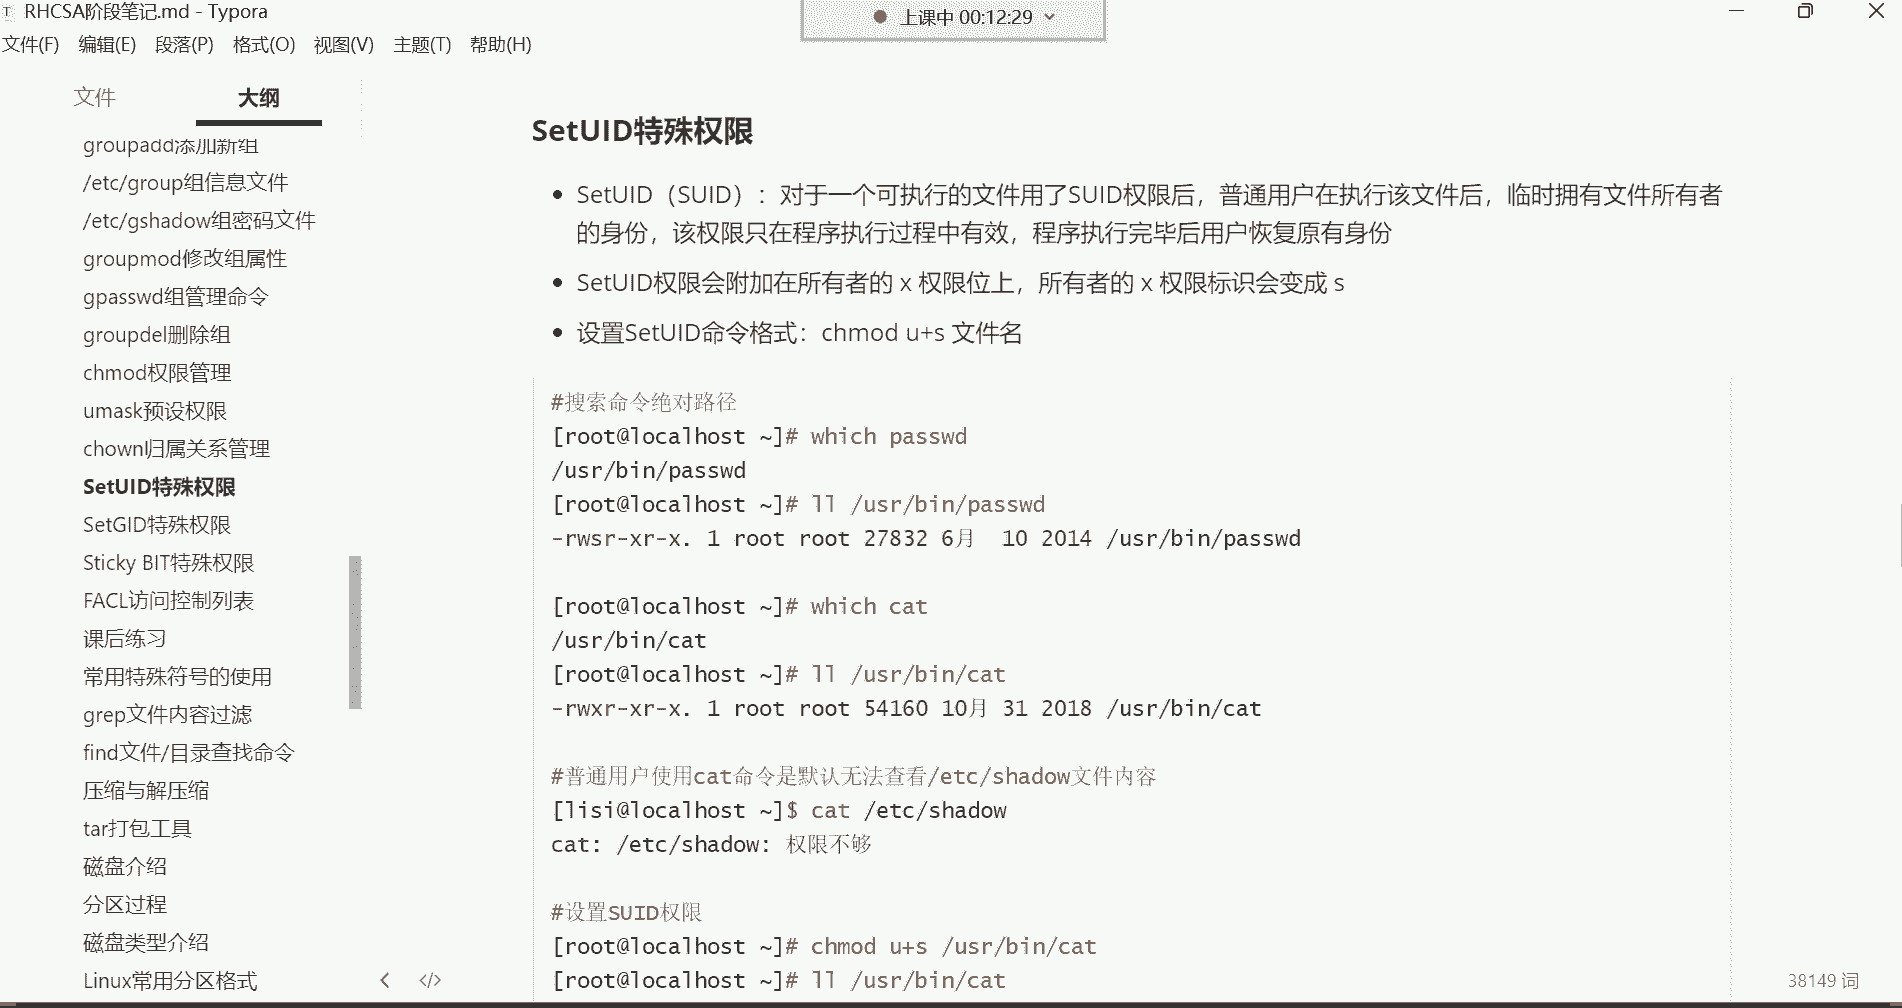 RHCSA阶段笔记.md - Typora
上课中 00:12:29
文件(F) 编辑(E) 段落(P) 格式(O) 视图(V) 主题(T) 帮助(H)
文件 大纲
groupadd添加新组
/etc/group组信息文件
/etc/gshadow组密码文件
groupmod修改组属性
gpasswd组管理命令
groupdel删除组
chmod权限管理
umask预设权限
chown归属关系管理
SetUID特殊权限
SetGID特殊权限
Sticky BIT特殊权限
FACL访问控制列表
课后练习
常用特殊符号的使用
grep文件内容过滤
find文件/目录查找命令
压缩与解压缩
tar打包工具
磁盘介绍
分区过程
磁盘类型介绍
Linux常用分区格式
SetUID特殊权限
SetUID（SUID）：对于一个可执行的文件用了SUID权限后，普通用户在执行该文件后，临时拥有文件所有者
的身份，该权限只在程序执行过程中有效，程序执行完毕后用户恢复原有身份
SetUID权限会附加在所有者的 x 权限位上，所有者的 x 权限标识会变成 s
设置SetUID命令格式：chmod u+s 文件名
#搜索命令绝对路径
[root@localhost ~]# which passwd
/usr/bin/passwd
[root@localhost ~]# ll /usr/bin/passwd
-rwsr-xr-x. 1 root root 27832 6月  10 2014 /usr/bin/passwd
[root@localhost ~]# which cat
/usr/bin/cat
[root@localhost ~]# ll /usr/bin/cat
-rwxr-xr-x. 1 root root 54160 10月 31 2018 /usr/bin/cat
#普通用户使用cat命令是默认无法查看/etc/shadow文件内容
[lisi@localhost ~]$ cat /etc/shadow
cat: /etc/shadow: 权限不够
#设置SUID权限
[root@localhost ~]# chmod u+s /usr/bin/cat
[root@localhost ~]# ll /usr/bin/cat
38149 词